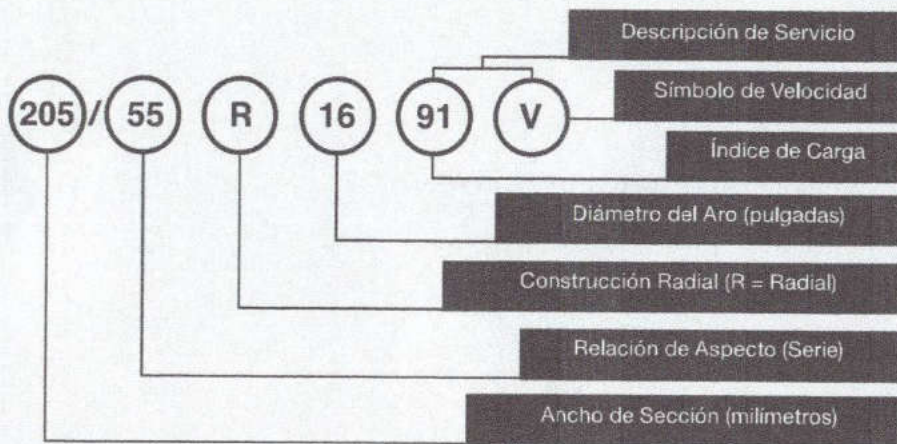 Descripción de Servicio
Símbolo de Velocidad
205 / 55 R 16 91 V
Índice de Carga
Diámetro del Aro (pulgadas)
Construcción Radial (R = Radial)
Relación de Aspecto (Serie)
Ancho de Sección (milímetros)